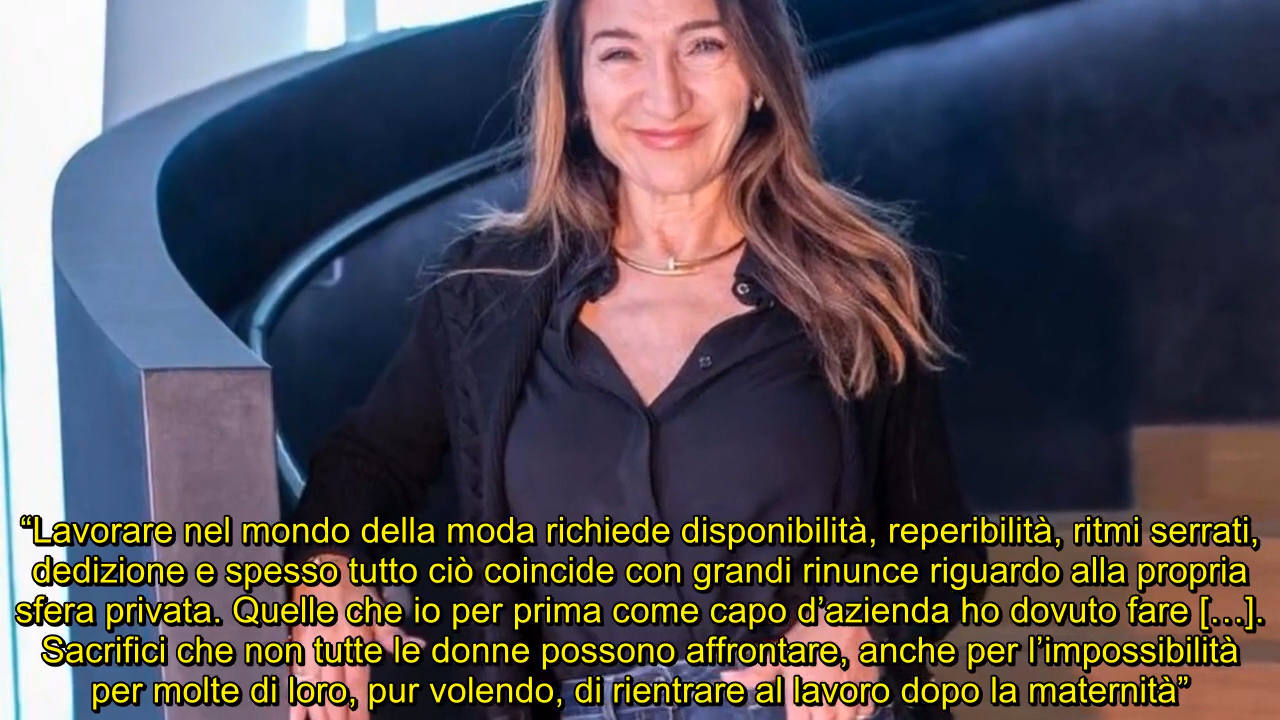 “Lavorare nel mondo della moda richiede disponibilità, reperibilità, ritmi serrati,
dedizione e spesso tutto ciò coincide con grandi rinunce riguardo alla propria
sfera privata. Quelle che io per prima come capo d’azienda ho dovuto fare [...].
Sacrifici che non tutte le donne possono affrontare, anche per l’impossibilità
per molte di loro, pur volendo, di rientrare al lavoro dopo la maternità”